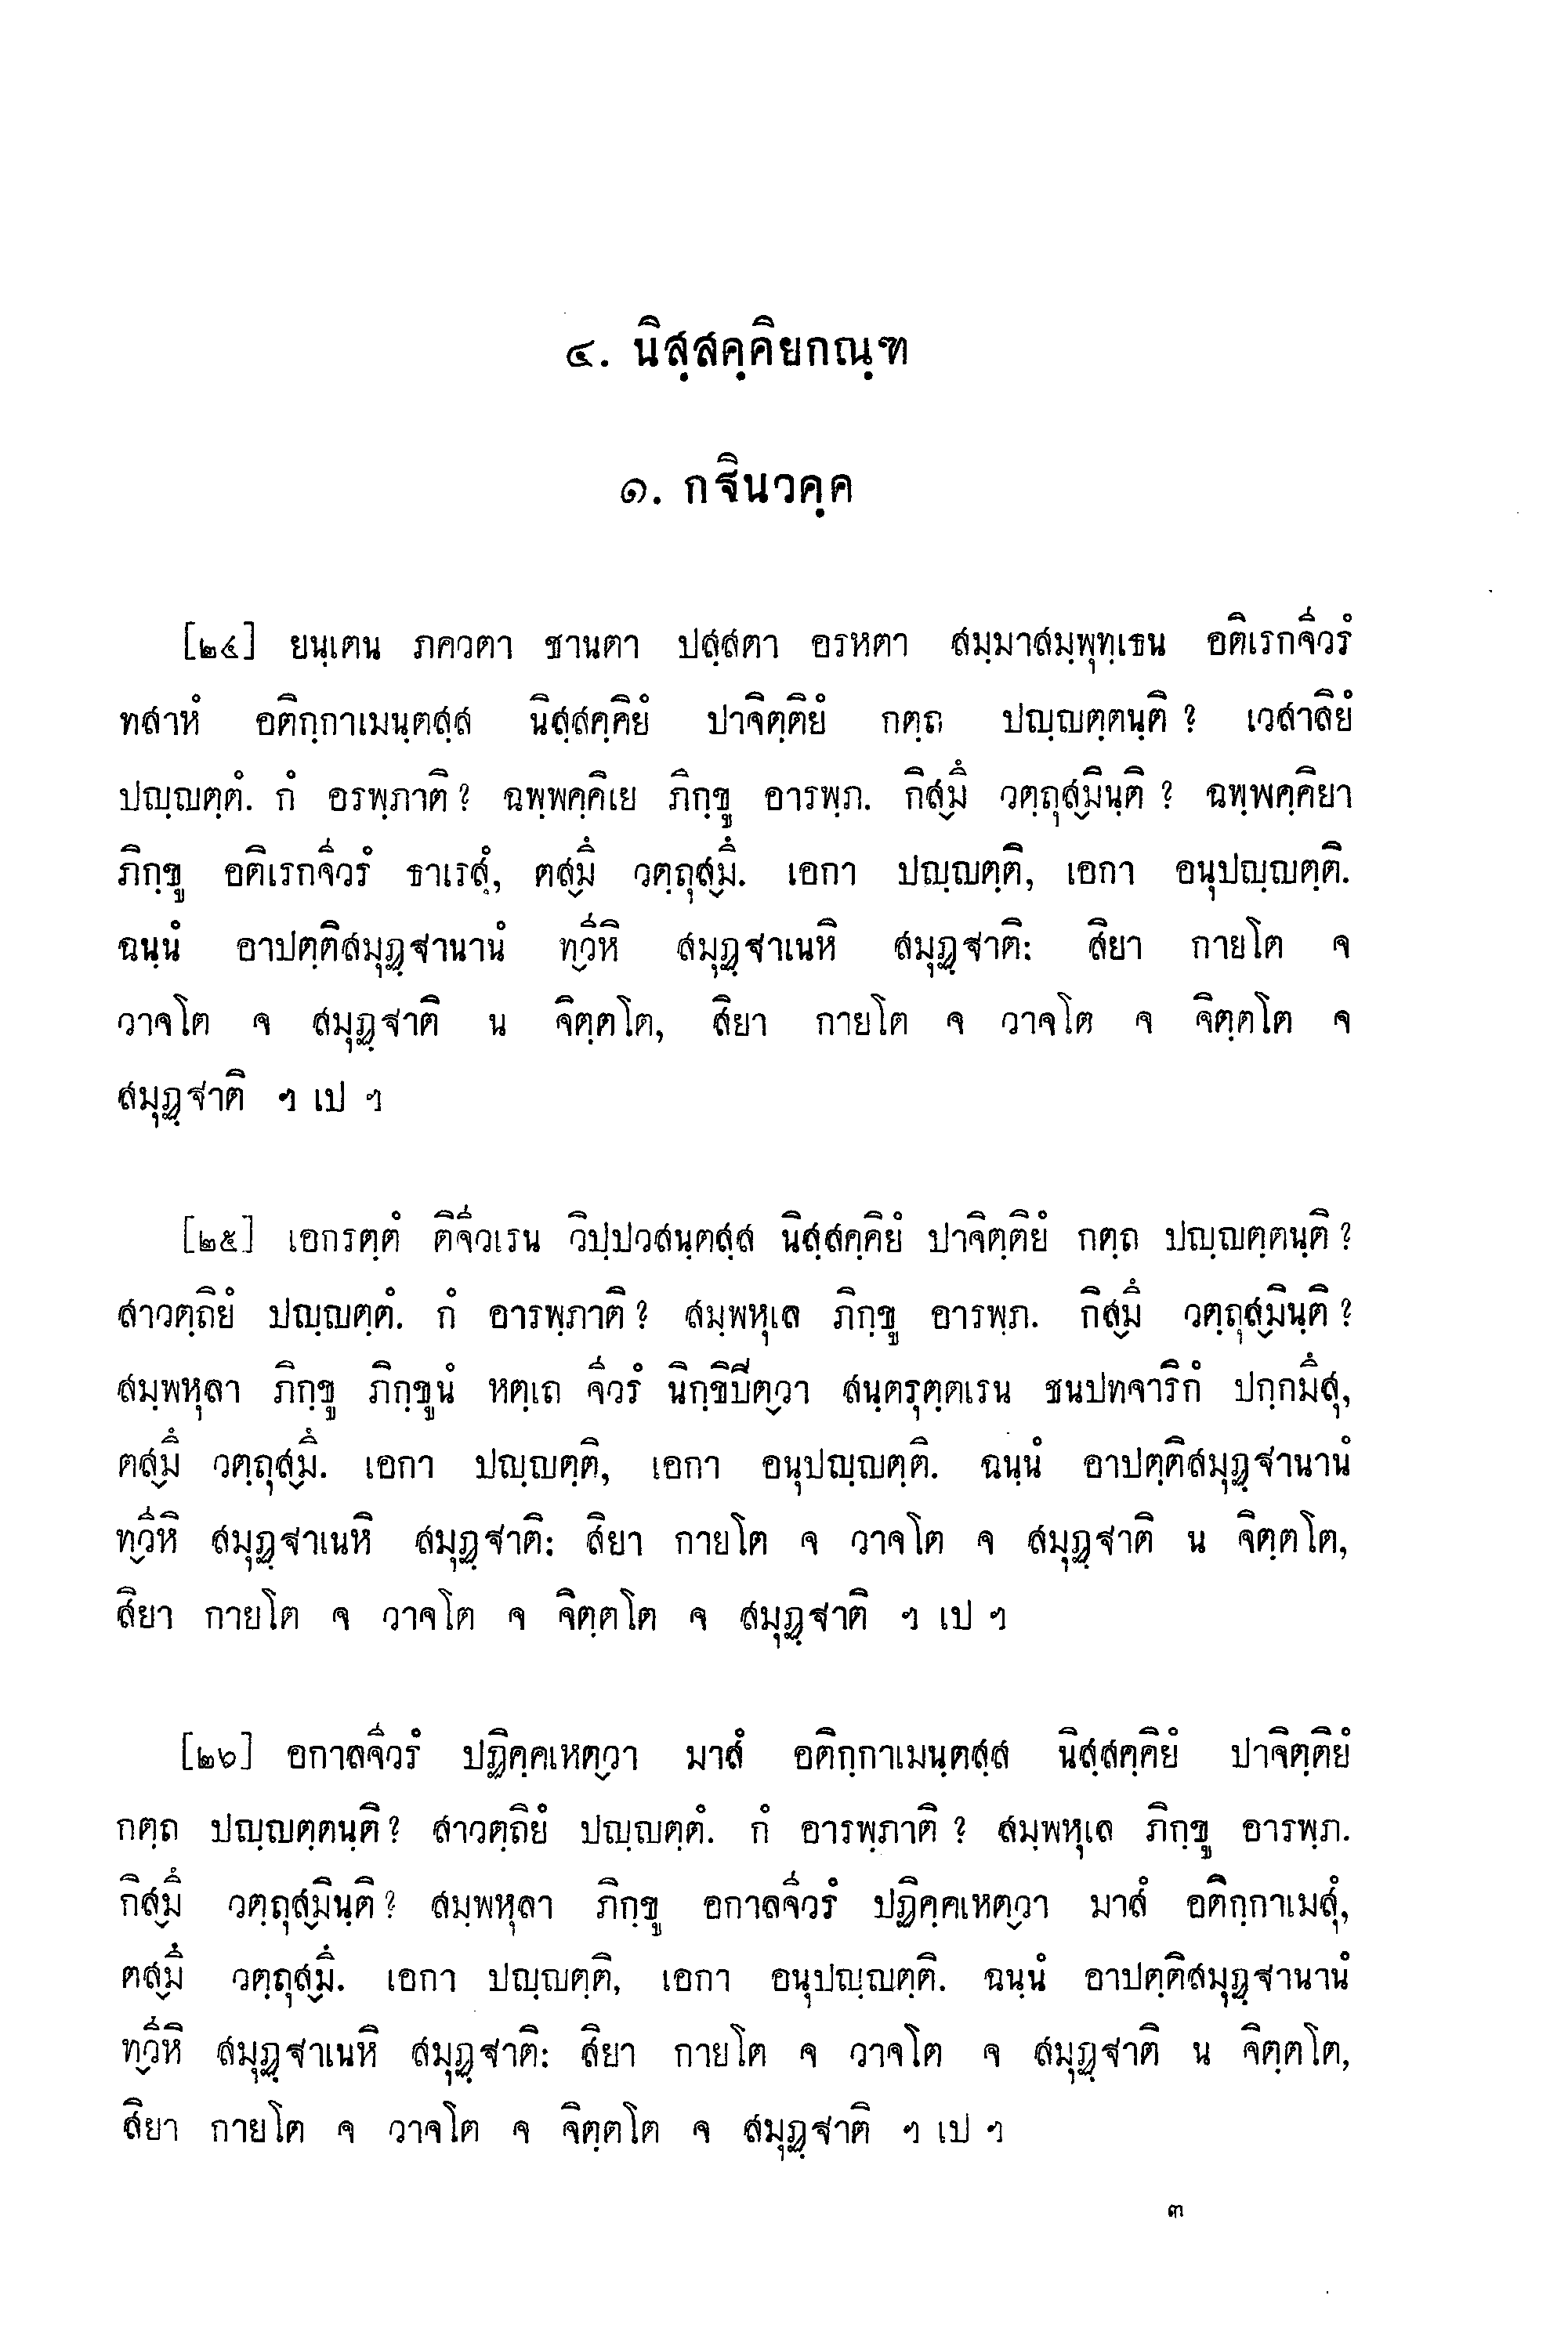 ๔. นิสฺสคฺคิยกณฺฑ
๑. กฐินวคฺค
[๒๔] ยนฺเตน ภควตา ชานตา ปสฺสตา อรหตา สมฺมาสมฺพุทฺเธน อติเรกจีวรํ
ทสาหํ อติกฺกาเมนฺตสฺส นิสฺสคฺคิยํ ปาจิตฺติยํ กตฺถ ปญฺญตฺตนฺติ ? เวสาลิยํ
ปญฺญตฺตํ. กํ อรพฺภาติ ? ฉพฺพคฺคิเย ภิกฺขู อารพฺภ. กิสฺมึ วตฺถุสฺมินฺติ ? ฉพฺพคฺคิยา
ภิกฺขู อติเรกจีวรํ ธาเรสุํ, ตสฺมึ วตฺถุสฺมึ. เอกา ปญฺญตฺติ, เอกา อนุปญฺญตฺติ.
ฉนฺนํ อาปตฺติสมุฏฺฐานานํ ทฺวีหิ สมุฏฺฐาเนหิ สมุฏฺฐาติ: สิยา กายโต จ
วาจโต จ สมุฏฺฐาติ น จิตฺตโต, สิยา กายโต จ วาจโต จ จิตฺตโต จ
สมุฏฺฐาติ ฯ เป ฯ
[๒๕] เอกรตฺตํ ติจีวเรน วิปฺปวสนฺตสฺส นิสฺสคฺคิยํ ปาจิตฺติยํ กตฺถ ปญฺญตฺตนฺติ ?
สาวตฺถิยํ ปญฺญตฺตํ. กํ อารพฺภาติ ? สมฺพหุเล ภิกฺขู อารพฺภ. กิสฺมึ วตฺถุสฺมินฺติ ?
สมฺพหุลา ภิกฺขู ภิกฺขูนํ หตฺเถ จีวรํ นิกฺขิปีตฺวา สนฺตรุตฺตเรน ชนปทจาริกํ ปกฺกมึสุ,
ตสฺมึ วตฺถุสฺมึ. เอกา ปญฺญตฺติ, เอกา อนุปญฺญตฺติ. ฉนฺนํ อาปตฺติสมุฏฺฐานานํ
ทฺวีหิ สมุฏฺฐาเนหิ สมุฏฺฐาติ: สิยา กายโต จ วาจโต จ สมุฏฺฐาติ น จิตฺตโต,
สิยา กายโต จ วาจโต จ จิตฺตโต จ สมุฏฺฐาติ ฯ เป ฯ
[๒๖] อกาลจีวรํ ปฏิคฺคเหตฺวา มาสํ อติกฺกาเมนฺตสฺส นิสฺสคฺคิยํ ปาจิตฺติยํ
กตฺถ ปญฺญตฺตนฺติ ? สาวตฺถิยํ ปญฺญตฺตํ. กํ อารพฺภาติ ? สมฺพหุเล ภิกฺขู อารพฺภ.
กิสฺมึ วตฺถุสฺมินฺติ ? สมฺพหุลา ภิกฺขู อกาลจีวรํ ปฏิคฺคเหตฺวา มาสํ อติกฺกาเมสุํ,
ตสฺมึ วตฺถุสฺมึ. เอกา ปญฺญตฺติ, เอกา อนุปญฺญตฺติ. ฉนฺนํ อาปตฺติสมุฏฺฐานานํ
ทฺวีหิ สมุฏฺฐาเนหิ สมุฏฺฐาติ: สิยา กายโต จ วาจโต จ สมุฏฺฐาติ น จิตฺตโต,
สิยา กายโต จ วาจโต จ จิตฺตโต จ สมุฏฺฐาติ ฯ เป ฯ
๓